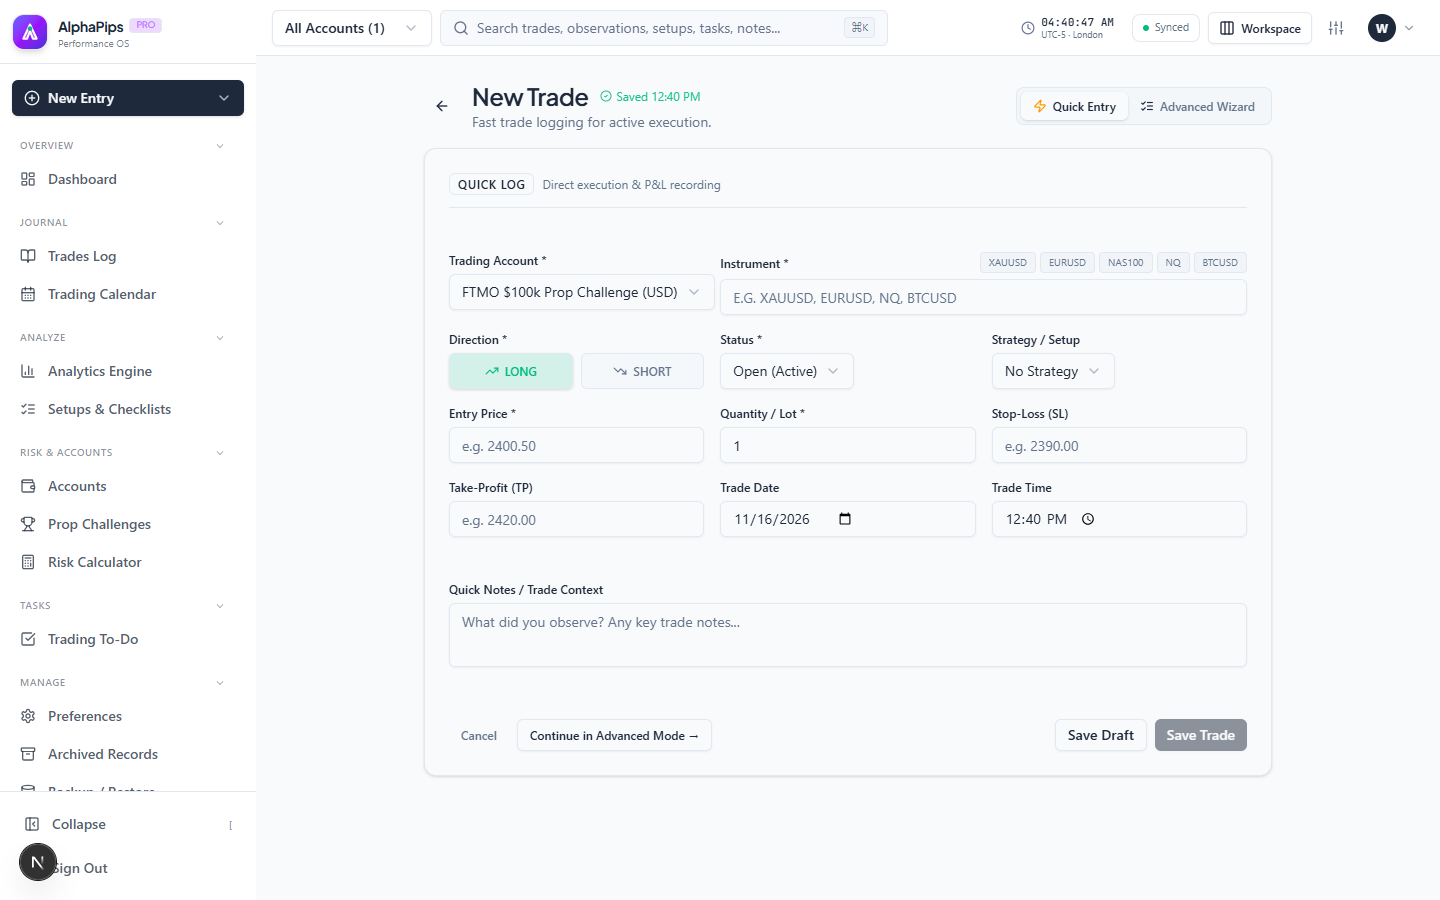 AlphaPips PRO
Performance OS
All Accounts (1)
Search trades, observations, setups, tasks, notes...
⌘K
04:40:47 AM
UTC-5 · London
Synced
Workspace
W
New Entry
OVERVIEW
Dashboard
JOURNAL
Trades Log
Trading Calendar
ANALYZE
Analytics Engine
Setups & Checklists
RISK & ACCOUNTS
Accounts
Prop Challenges
Risk Calculator
TASKS
Trading To-Do
MANAGE
Preferences
Archived Records
Backup / Restore
Collapse [
N
Sign Out
New Trade Saved 12:40 PM
Fast trade logging for active execution.
Quick Entry Advanced Wizard
QUICK LOG Direct execution & P&L recording
Trading Account *
FTMO $100k Prop Challenge (USD)
Instrument * XAUUSD EURUSD NAS100 NQ BTCUSD
E.G. XAUUSD, EURUSD, NQ, BTCUSD
Direction *
LONG SHORT
Status *
Open (Active)
Strategy / Setup
No Strategy
Entry Price *
e.g. 2400.50
Quantity / Lot *
1
Stop-Loss (SL)
e.g. 2390.00
Take-Profit (TP)
e.g. 2420.00
Trade Date
11/16/2026
Trade Time
12:40 PM
Quick Notes / Trade Context
What did you observe? Any key trade notes...
Cancel Continue in Advanced Mode → Save Draft Save Trade